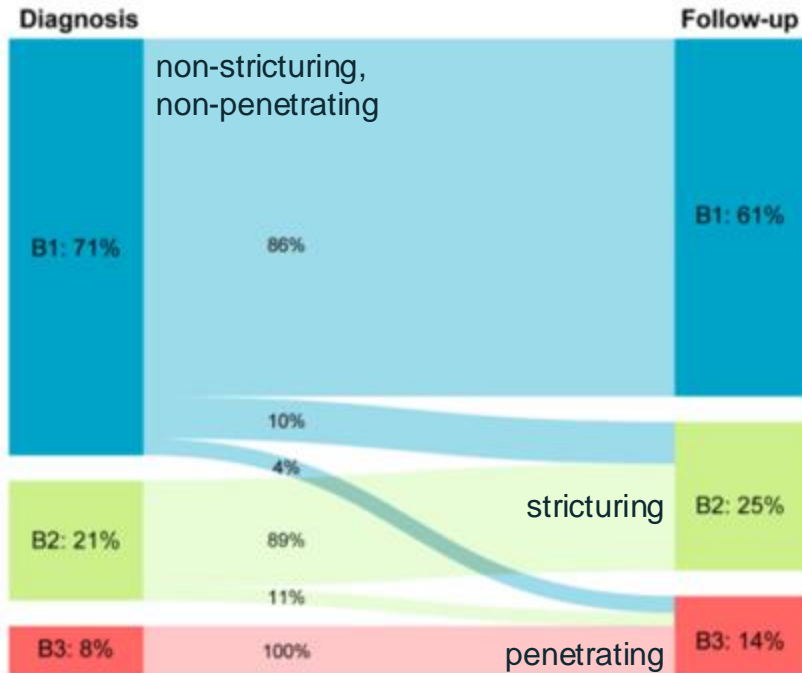 Diagnosis
Follow-up
non-stricturing,
non-penetrating
B1: 71%
86%
B1: 61%
10%
4%
stricturing
B2: 25%
B2: 21%
89%
11%
B3: 8%
100%
penetrating
B3: 14%